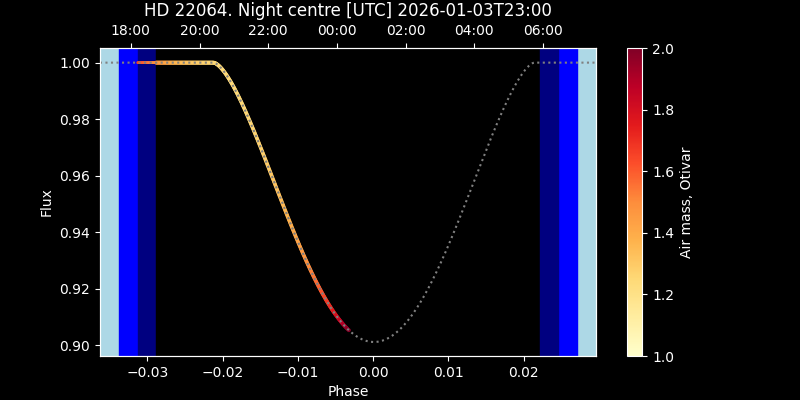 HD 22064. Night centre [UTC] 2026-01-03T23:00
18:00 20:00 22:00 00:00 02:00 04:00 06:00
1.00
0.98
0.96
0.94
0.92
0.90
Flux
−0.03 −0.02 −0.01 0.00 0.01 0.02
Phase
2.0
1.8
1.6
1.4
1.2
1.0
Air mass, Otivar